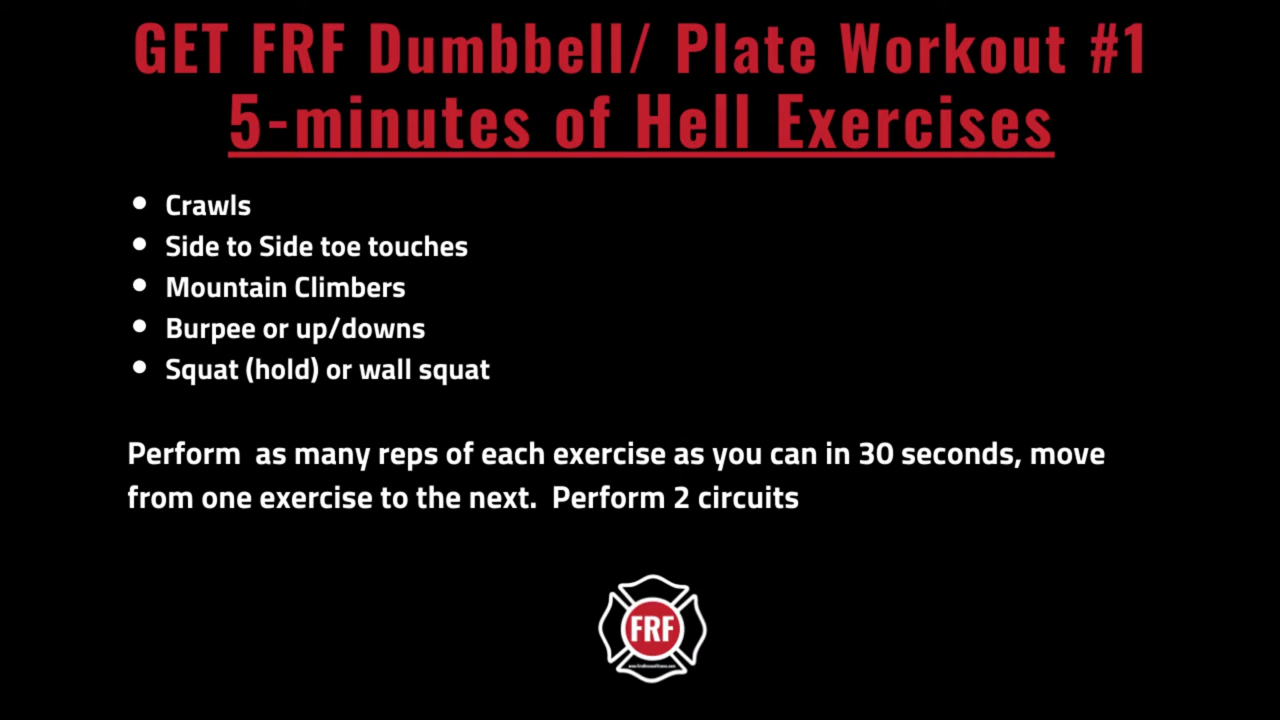 GET FRF Dumbbell/ Plate Workout #1
5-minutes of Hell Exercises
• Crawls
• Side to Side toe touches
• Mountain Climbers
• Burpee or up/downs
• Squat (hold) or wall squat
Perform  as many reps of each exercise as you can in 30 seconds, move
from one exercise to the next.  Perform 2 circuits
FRF